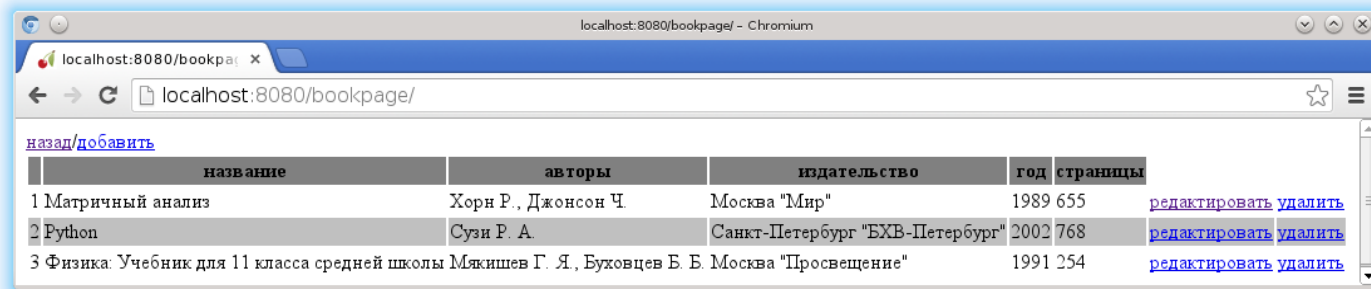 localhost:8080/bookpage/ - Chromium
localhost:8080/bookpa
localhost:8080/bookpage/
назад/добавить
название авторы издательство год страницы
1 Матричный анализ Хорн Р., Джонсон Ч. Москва "Мир" 1989 655 редактировать удалить
2 Python Сузи Р. А. Санкт-Петербург "БХВ-Петербург" 2002 768 редактировать удалить
3 Физика: Учебник для 11 класса средней школы Мякишев Г. Я., Буховцев Б. Б. Москва "Просвещение" 1991 254 редактировать удалить